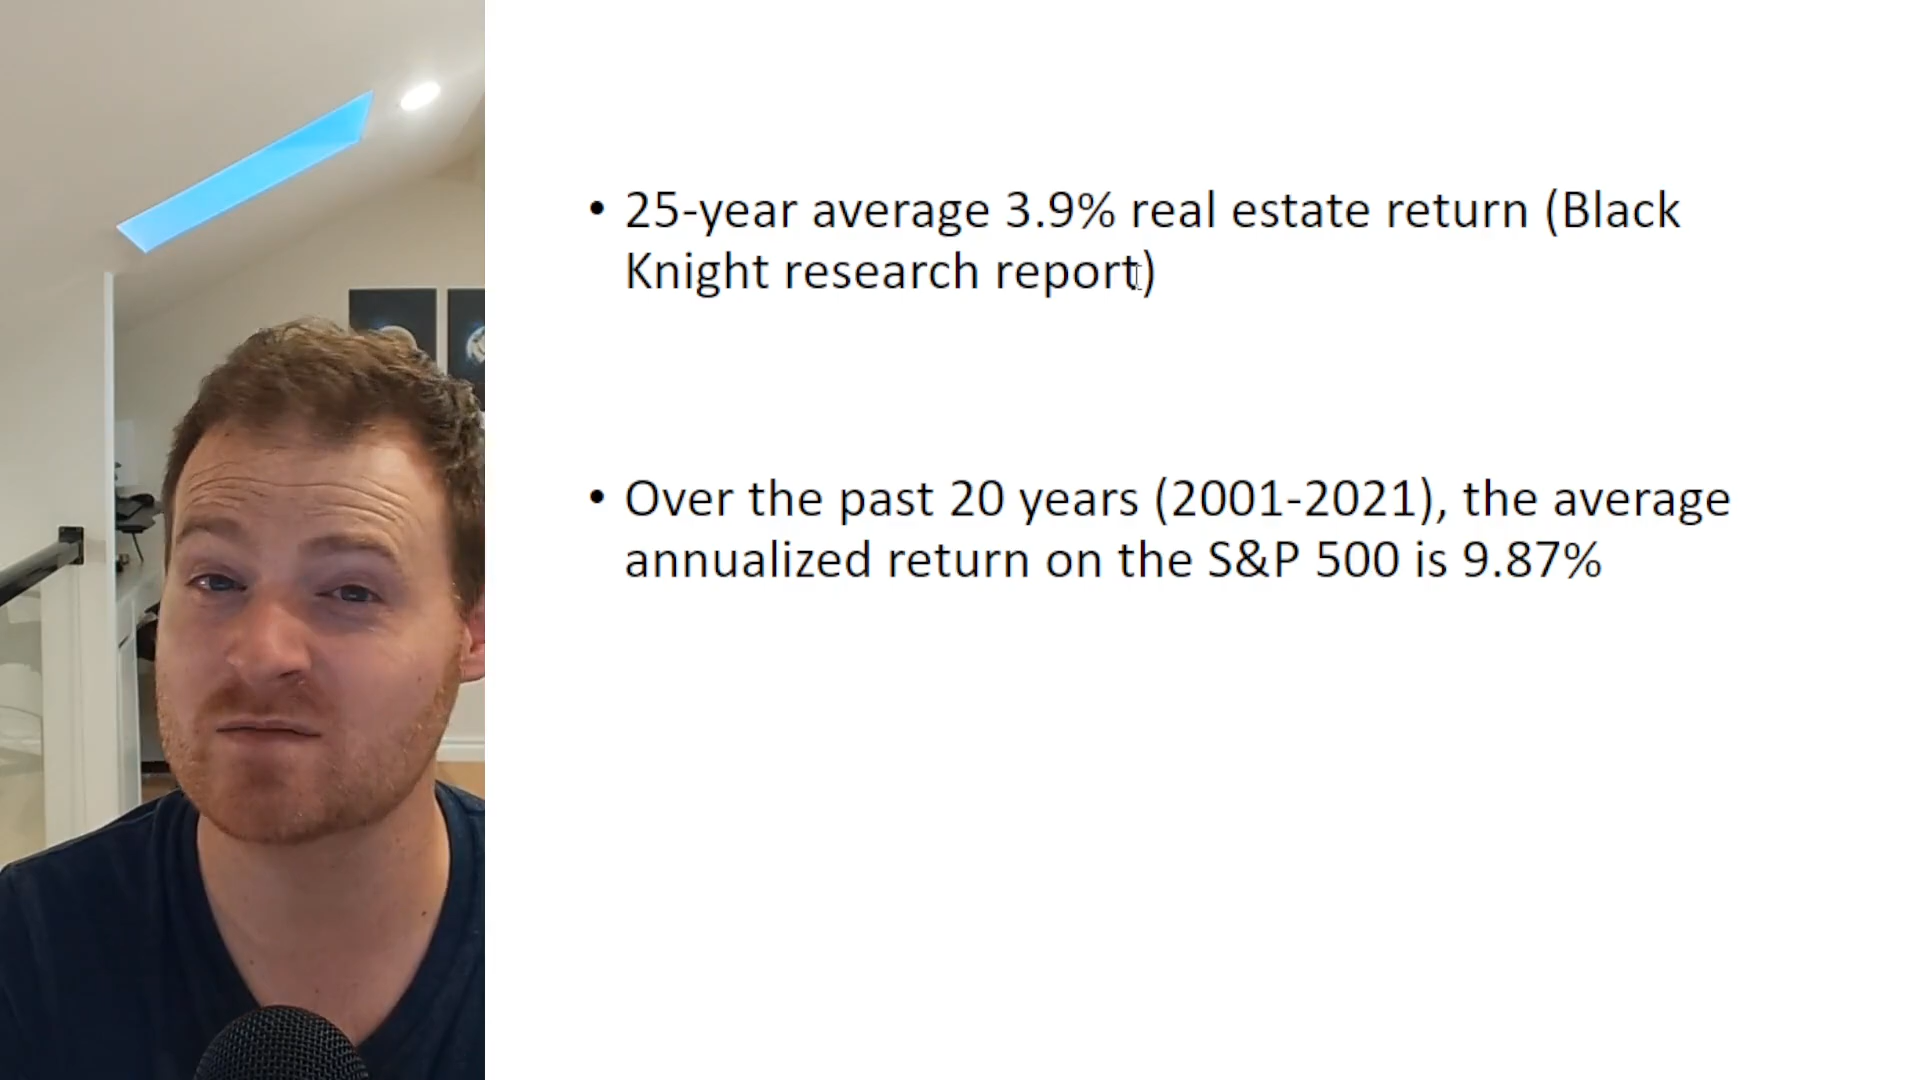 • 25-year average 3.9% real estate return (Black
Knight research report)
• Over the past 20 years (2001-2021), the average
annualized return on the S&P 500 is 9.87%